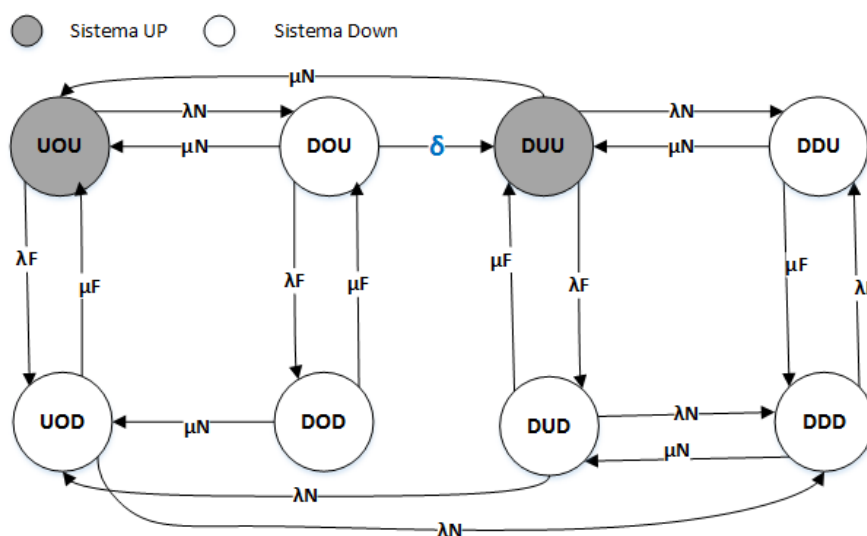 Sistema UP
Sistema Down
μN
λN
λN
UOU
μN
DOU
δ
DUU
μN
DDU
λF
μF
λF
μF
μF
λF
μF
UOD
μN
DOD
DUD
λN
μN
DDD
λN
λN